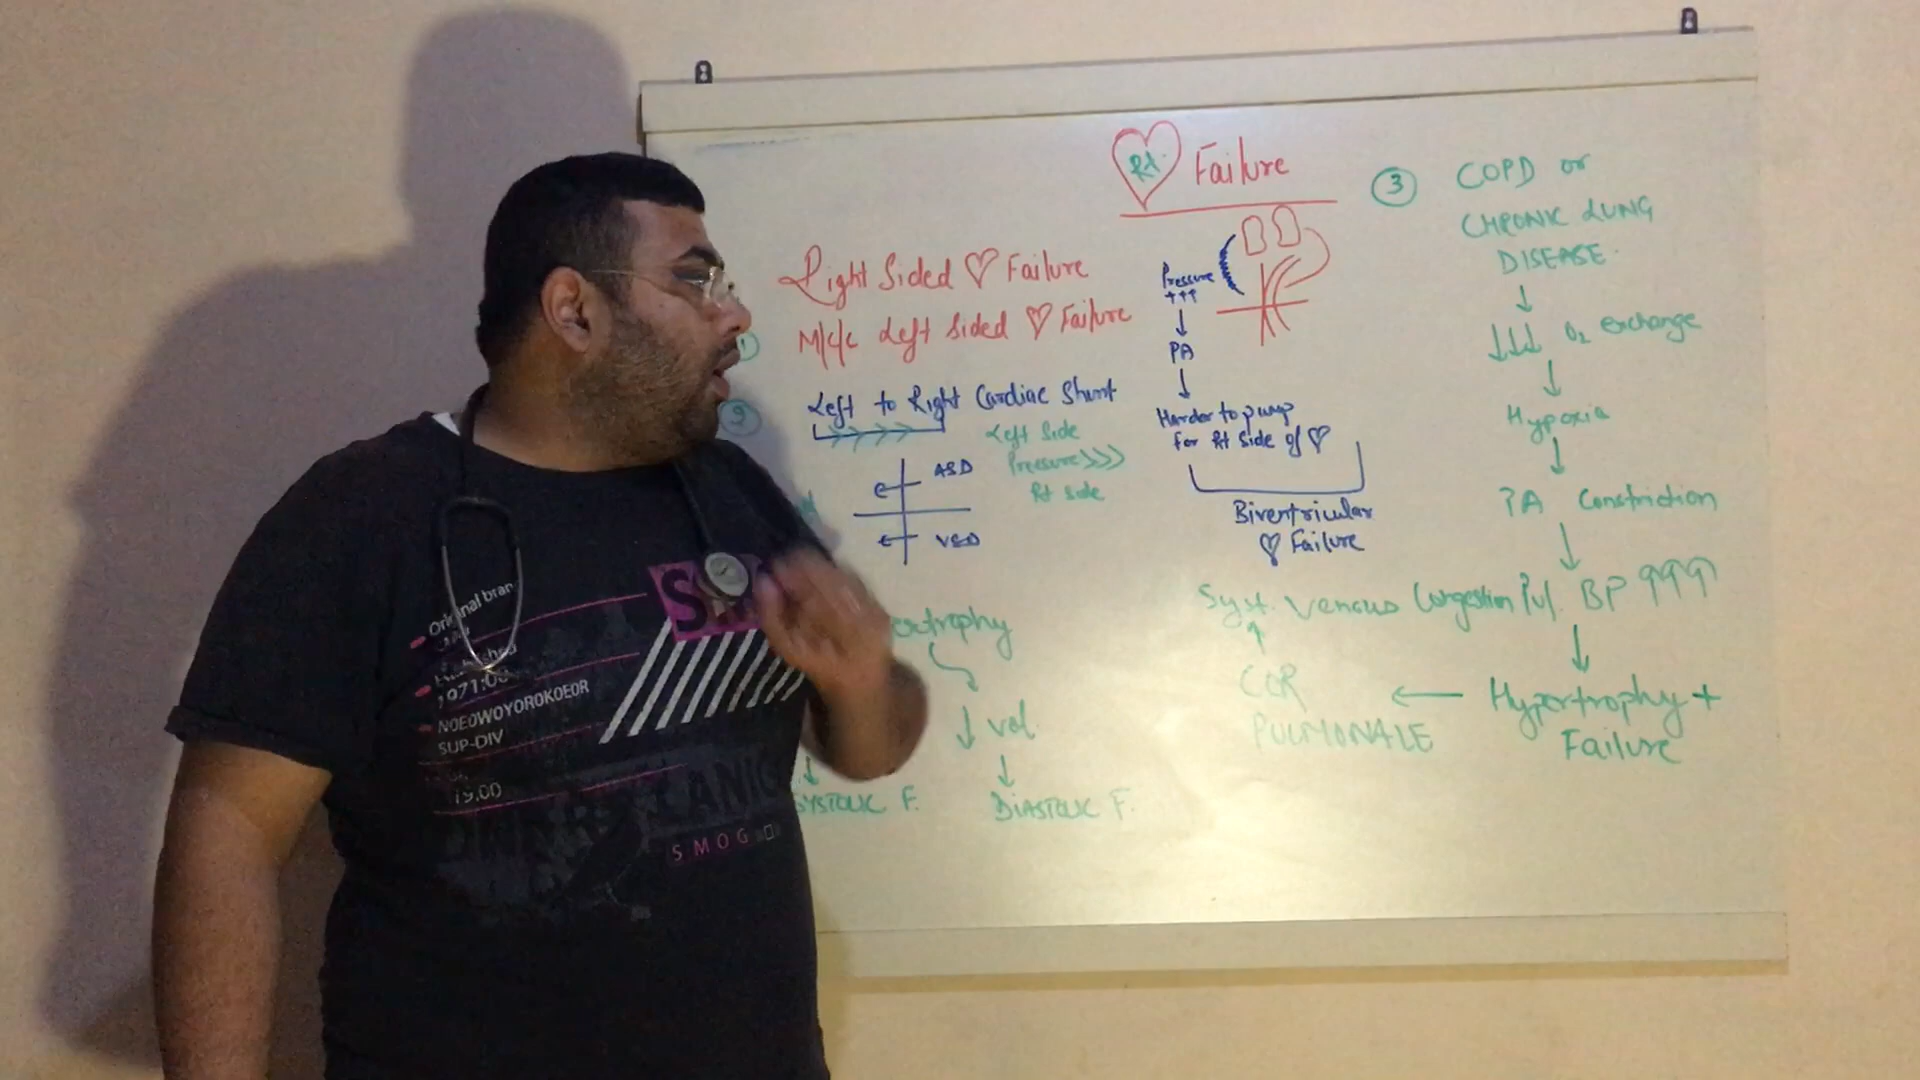 Rt.
Failure
Right Sided ♡ Failure
M/c/c Left Sided ♡ Failure
2
Left to Right Cardiac Shunt
Left Side
Pressure >>>
Rt side
ASD
VSD
ertrophy
↓ vol.
↓
↓
SYSTOLIC F.
DIASTOLIC F.
Pressure
+++
↓
PA
↓
Harder to pump
for Rt Side of ♡
Biventricular
♡ Failure
3
COPD or
CHRONIC LUNG
DISEASE.
↓
↓↓↓ O2 exchange
↓
Hypoxia
↓
PA Constriction
↓
Pul. BP ↑↑↑↑
↓
Hypertrophy +
Failure
←
COR
PULMONALE
↑
Syst. Venous Congestion
Original bran
1971:0
NOEOWOYOROKOEOR
SUP-DIV
19.00
SMOG